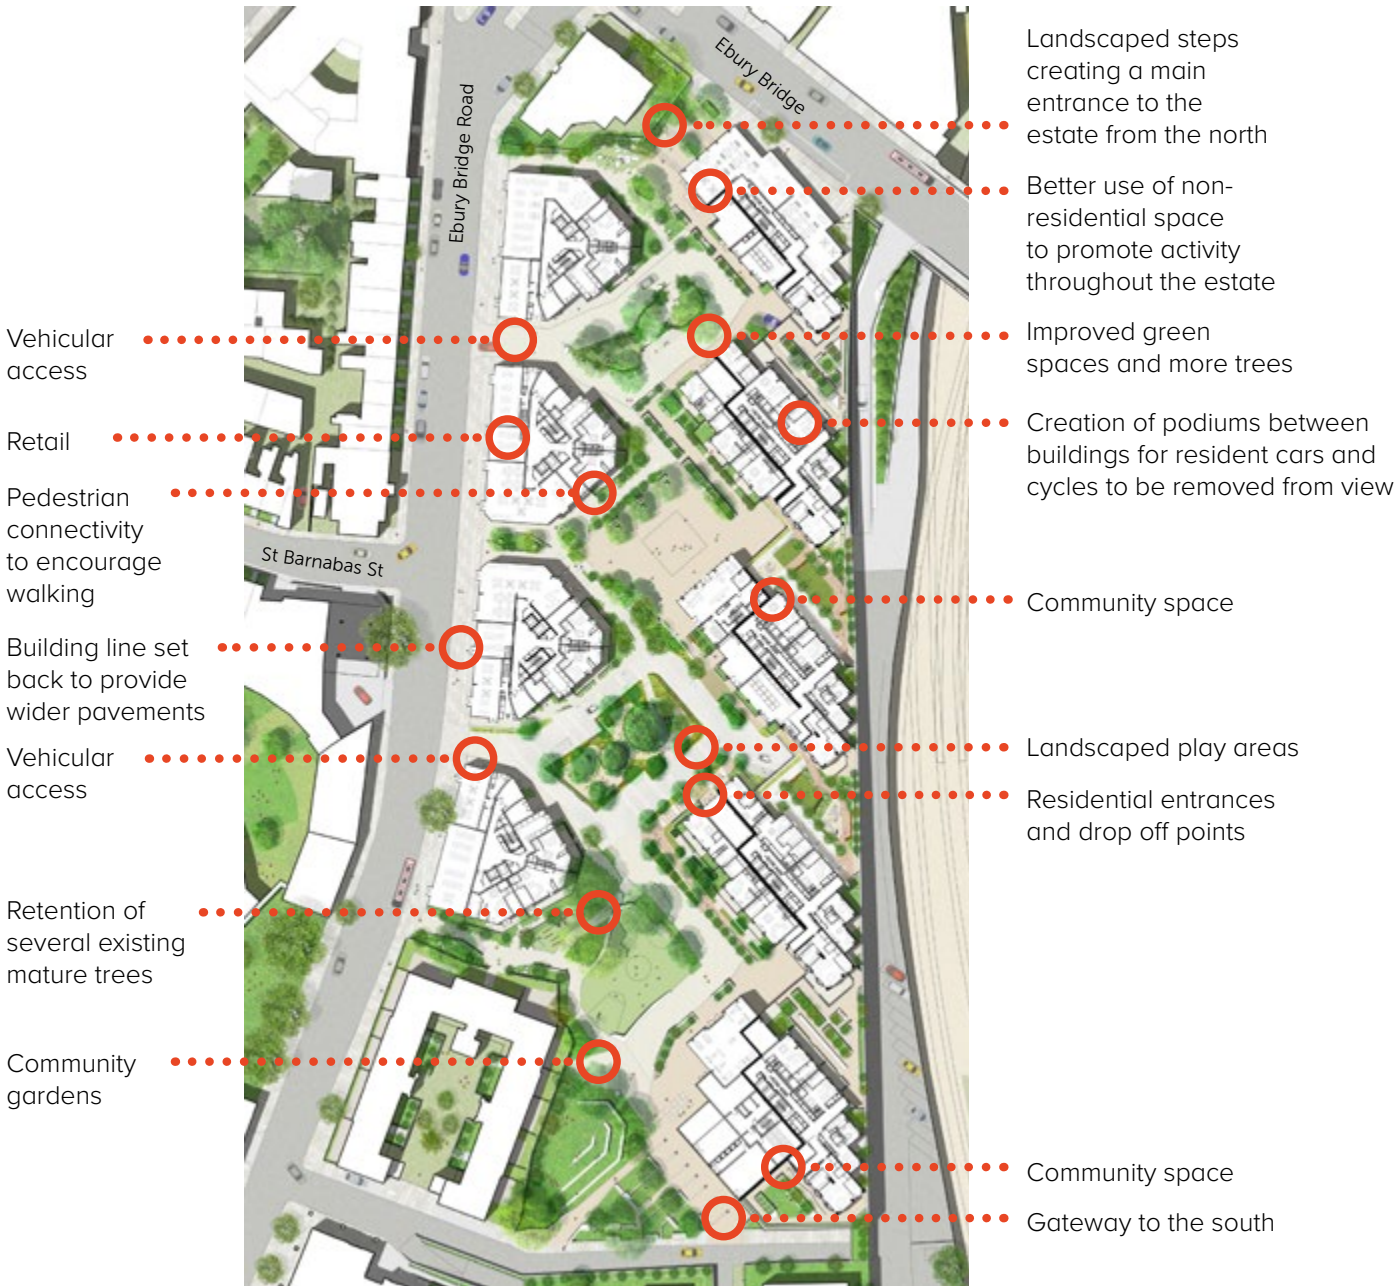 Ebury Bridge
Ebury Bridge Road
St Barnabas St
Vehicular
access
Retail
Pedestrian
connectivity
to encourage
walking
Building line set
back to provide
wider pavements
Vehicular
access
Retention of
several existing
mature trees
Community
gardens
Landscaped steps
creating a main
entrance to the
estate from the north
Better use of non-
residential space
to promote activity
throughout the estate
Improved green
spaces and more trees
Creation of podiums between
buildings for resident cars and
cycles to be removed from view
Community space
Landscaped play areas
Residential entrances
and drop off points
Community space
Gateway to the south